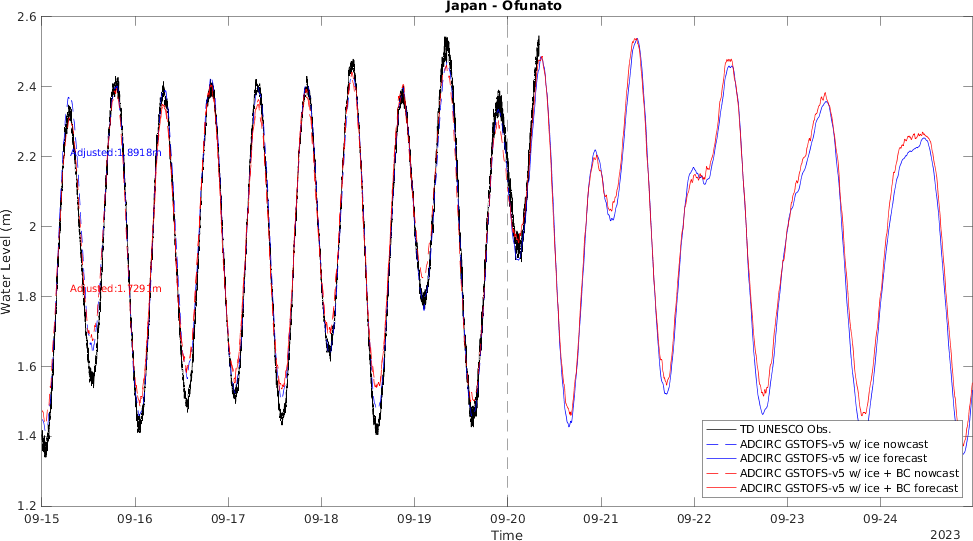 Japan - Ofunato
Water Level (m)
2.6
2.4
2.2
2
1.8
1.6
1.4
1.2
Adjusted:1.8918m
Adjusted:1.7291m
TD UNESCO Obs.
ADCIRC GSTOFS-v5 w/ ice nowcast
ADCIRC GSTOFS-v5 w/ ice forecast
ADCIRC GSTOFS-v5 w/ ice + BC nowcast
ADCIRC GSTOFS-v5 w/ ice + BC forecast
09-15 09-16 09-17 09-18 09-19 09-20 09-21 09-22 09-23 09-24
Time
2023